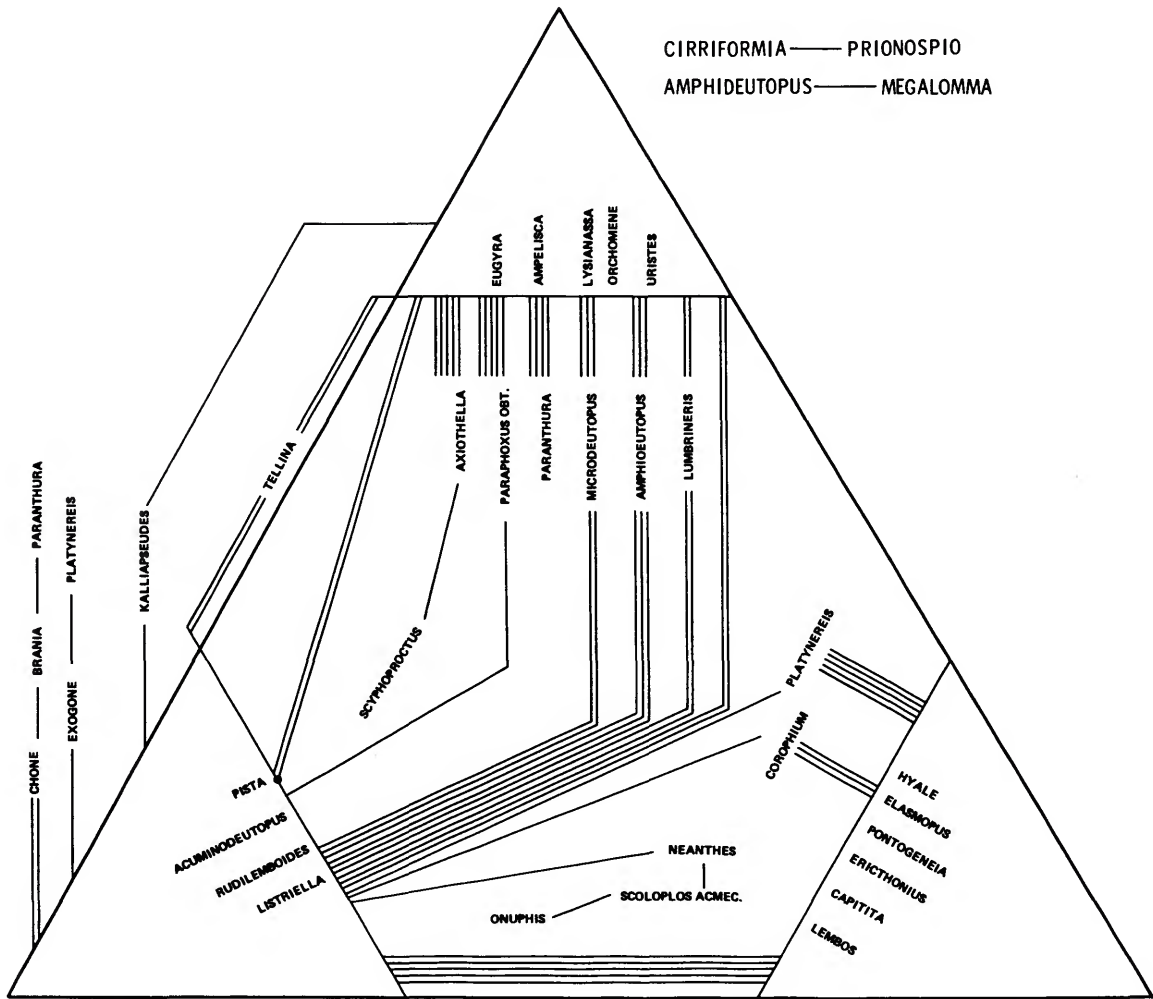 CIRRIFORMIA — PRIONOSPIO
AMPHIDEUTOPUS — MEGALOMMA
EUGYRA
AMPELISCA
LYSIANASSA
ORCHOMENE
URISTES
TELLINA
AXIOTHELLA
PARAPHOXUS OBT.
PARANTHURA
MICRODEUTOPUS
AMPHIOEUTOPUS
LUMBRINERIS
CHONE — BRANIA — PARANTHURA
EXOGONE — PLATYNEREIS
KALLIAPSEUDES
SCYPHOPROCTUS
PLATYNEREIS
COROPHIUM
PISTA
ACUMINODEUTOPUS
RUDILEMBOIDES
LISTRIELLA
NEANTHES
SCOLOPLOS ACMEC.
ONUPHIS
HYALE
ELASMOPUS
PONTOGENEIA
ERICTHONIUS
CAPITITA
LEMBOS